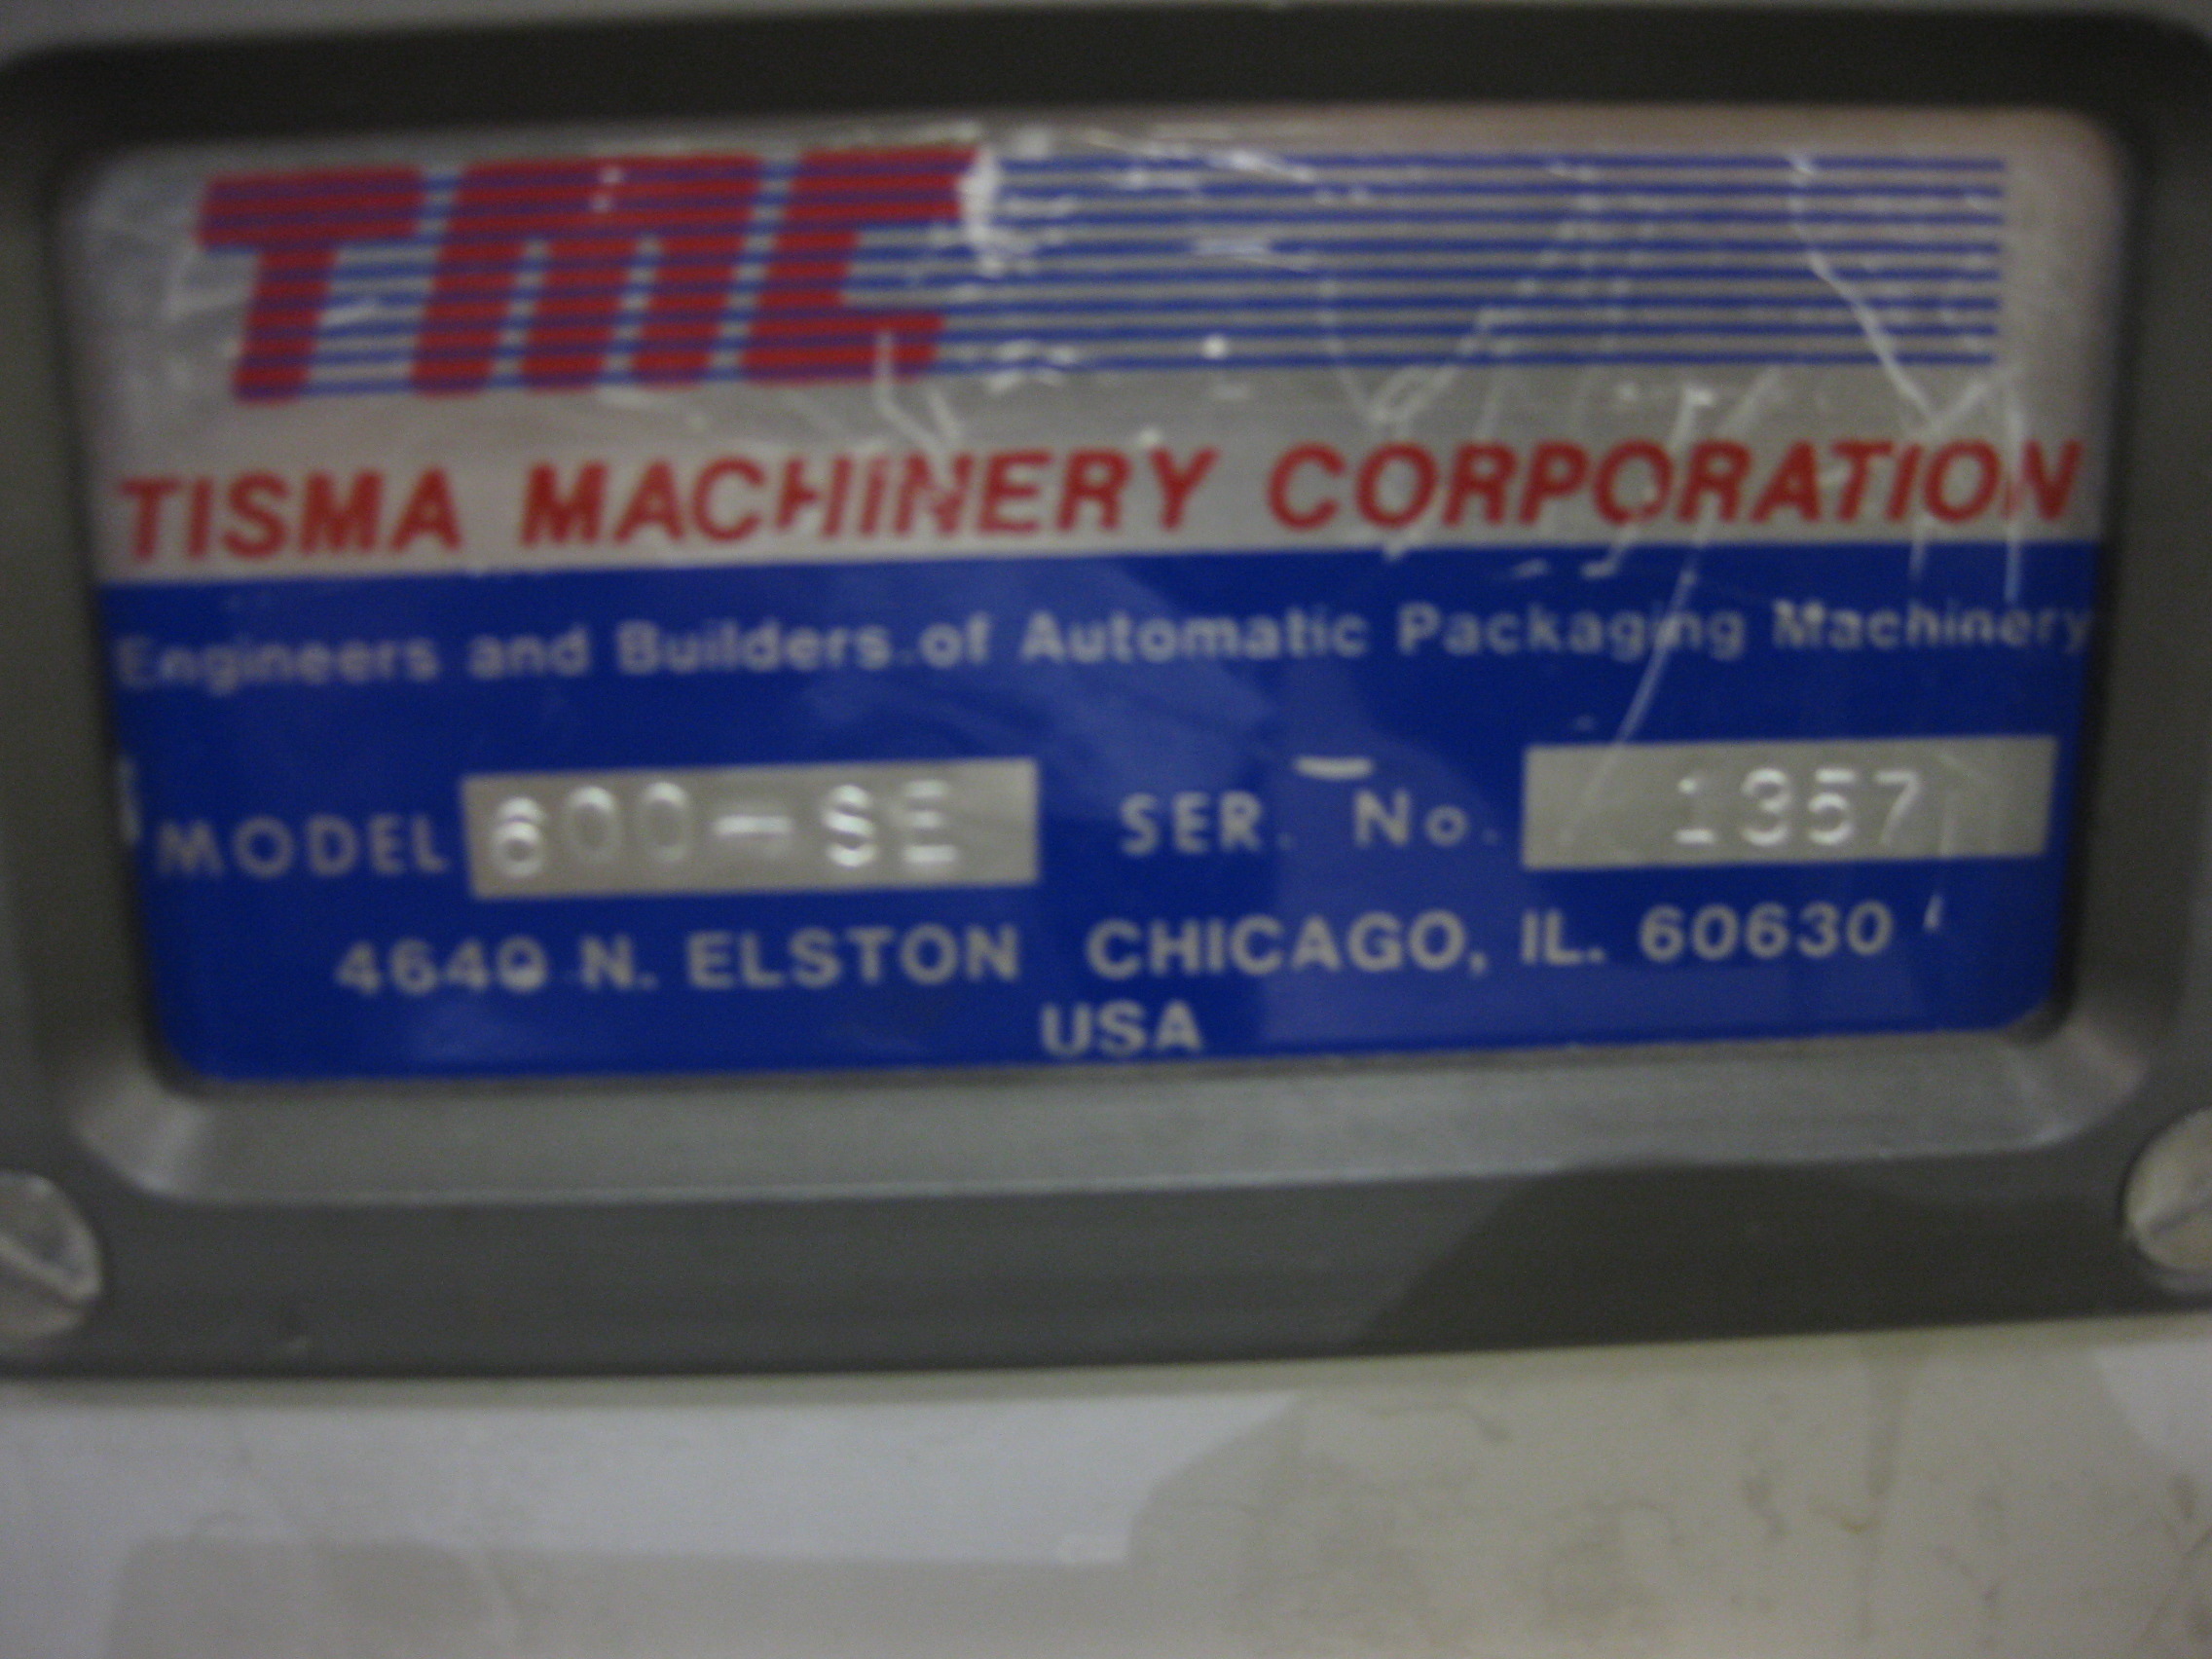 TMC
TISMA MACHINERY CORPORATION
Engineers and Builders of Automatic Packaging Machinery
MODEL 600-SE SER. No. 1357
4640 N. ELSTON CHICAGO, IL. 60630
USA